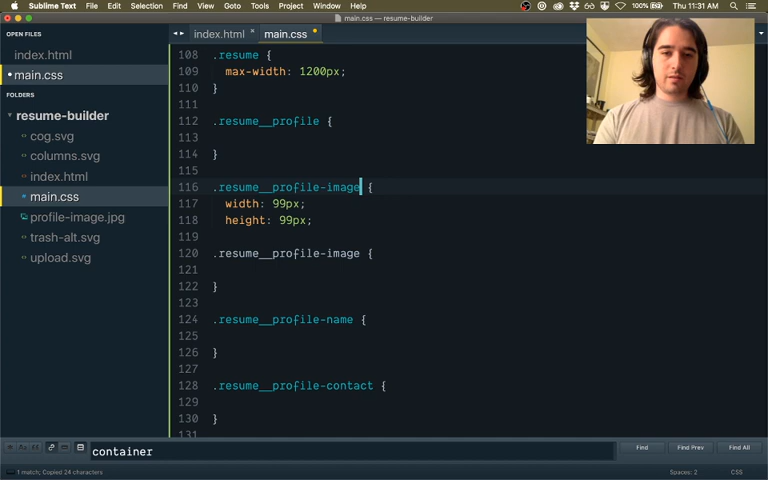 Sublime Text File Edit Selection Find View Goto Tools Project Window Help 100% Thu 11:31 AM
main.css — resume-builder
OPEN FILES
index.html
main.css
FOLDERS
resume-builder
cog.svg
columns.svg
index.html
main.css
profile-image.jpg
trash-alt.svg
upload.svg
index.html
main.css
108 .resume {
109 max-width: 1200px;
110 }
111
112 .resume__profile {
113
114 }
115
116 .resume__profile-image {
117 width: 99px;
118 height: 99px;
119
120 .resume__profile-image {
121
122 }
123
124 .resume__profile-name {
125
126 }
127
128 .resume__profile-contact {
129
130 }
131
container
Find Find Prev Find All
1 match; Copied 24 characters Spaces: 2 CSS